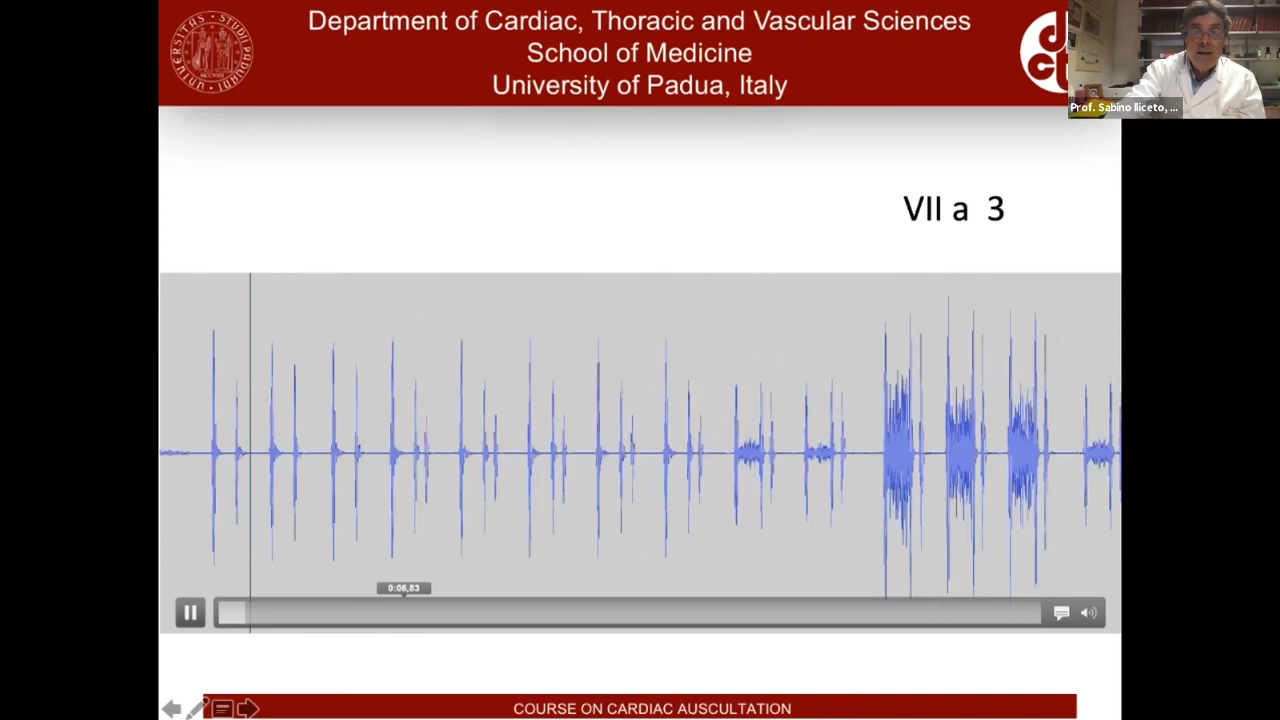 Department of Cardiac, Thoracic and Vascular Sciences
School of Medicine
University of Padua, Italy
Prof. Sabino Iliceto, ...
VII a 3
0:06,83
COURSE ON CARDIAC AUSCULTATION